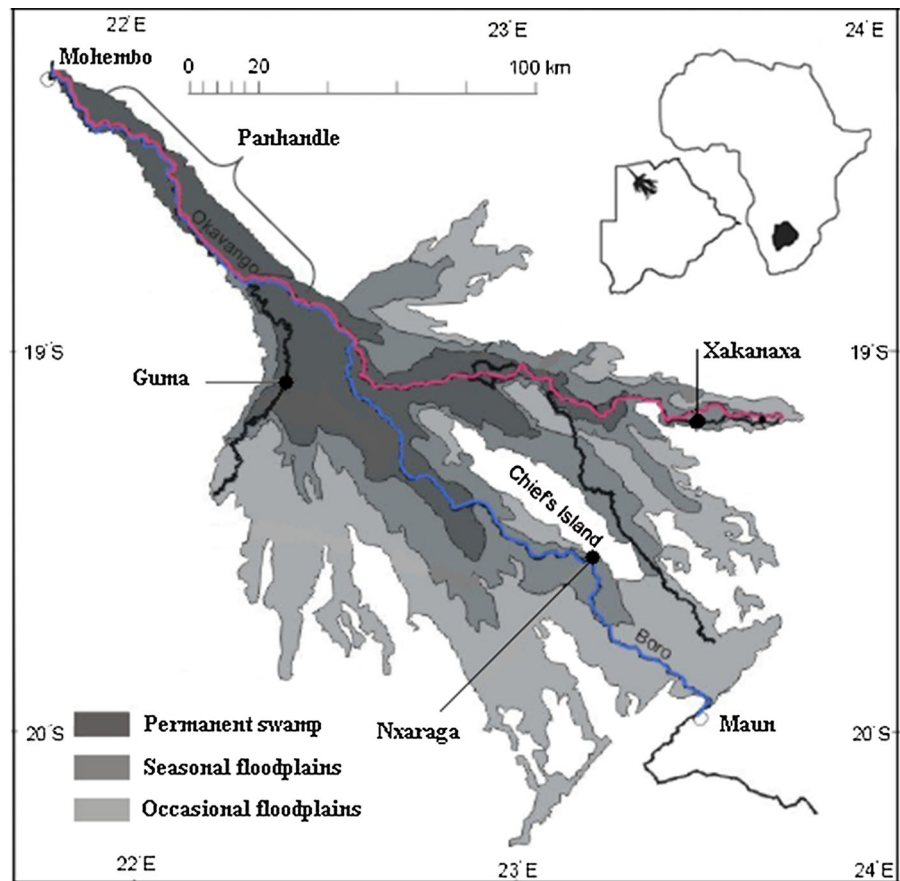 22°E
23°E
24°E
Mohembo
0 20 100 km
Panhandle
Okavango
19°S
19°S
Xakanaxa
Guma
Chief's Island
Boro
Nxaraga
Maun
Permanent swamp
20°S
20°S
Seasonal floodplains
Occasional floodplains
22°E
23°E
24°E